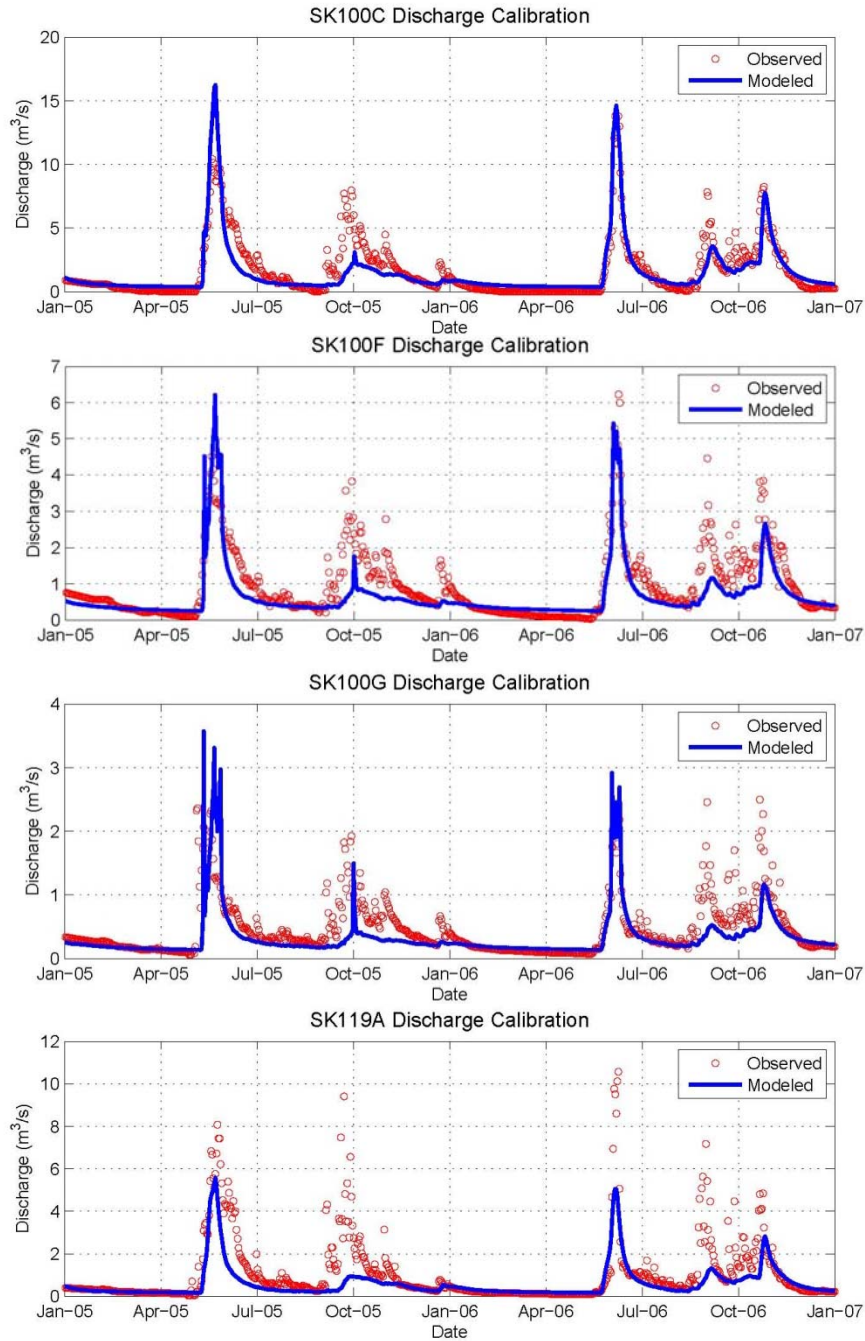 SK100C Discharge Calibration
20
15
10
5
0
Discharge (m³/s)
Observed
Modeled
Jan−05 Apr−05 Jul−05 Oct−05 Jan−06 Apr−06 Jul−06 Oct−06 Jan−07
Date
SK100F Discharge Calibration
7
6
5
4
3
2
1
0
Discharge (m³/s)
Observed
Modeled
Jan−05 Apr−05 Jul−05 Oct−05 Jan−06 Apr−06 Jul−06 Oct−06 Jan−07
Date
SK100G Discharge Calibration
4
3
2
1
0
Discharge (m³/s)
Observed
Modeled
Jan−05 Apr−05 Jul−05 Oct−05 Jan−06 Apr−06 Jul−06 Oct−06 Jan−07
Date
SK119A Discharge Calibration
12
10
8
6
4
2
0
Discharge (m³/s)
Observed
Modeled
Jan−05 Apr−05 Jul−05 Oct−05 Jan−06 Apr−06 Jul−06 Oct−06 Jan−07
Date